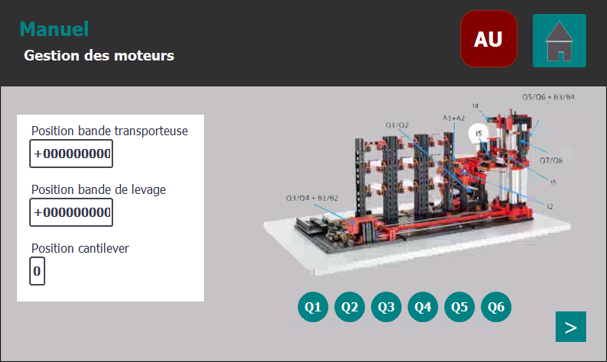 Manuel
Gestion des moteurs
AU
Position bande transporteuse
+000000000
Position bande de levage
+000000000
Position cantilever
0
Q5/Q6 + B3/B4
I4
A1+A2
Q1/Q2
I5
Q7/Q8
I5
I2
Q3/Q4 + B1/B2
Q1 Q2 Q3 Q4 Q5 Q6
>